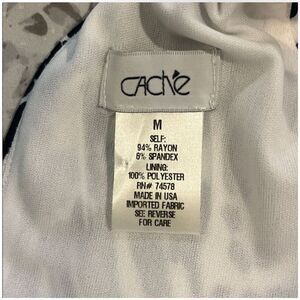 CACHÉ
M
SELF:
94% RAYON
6% SPANDEX
LINING:
100% POLYESTER
RN# 74578
MADE IN USA
IMPORTED FABRIC
SEE REVERSE
FOR CARE